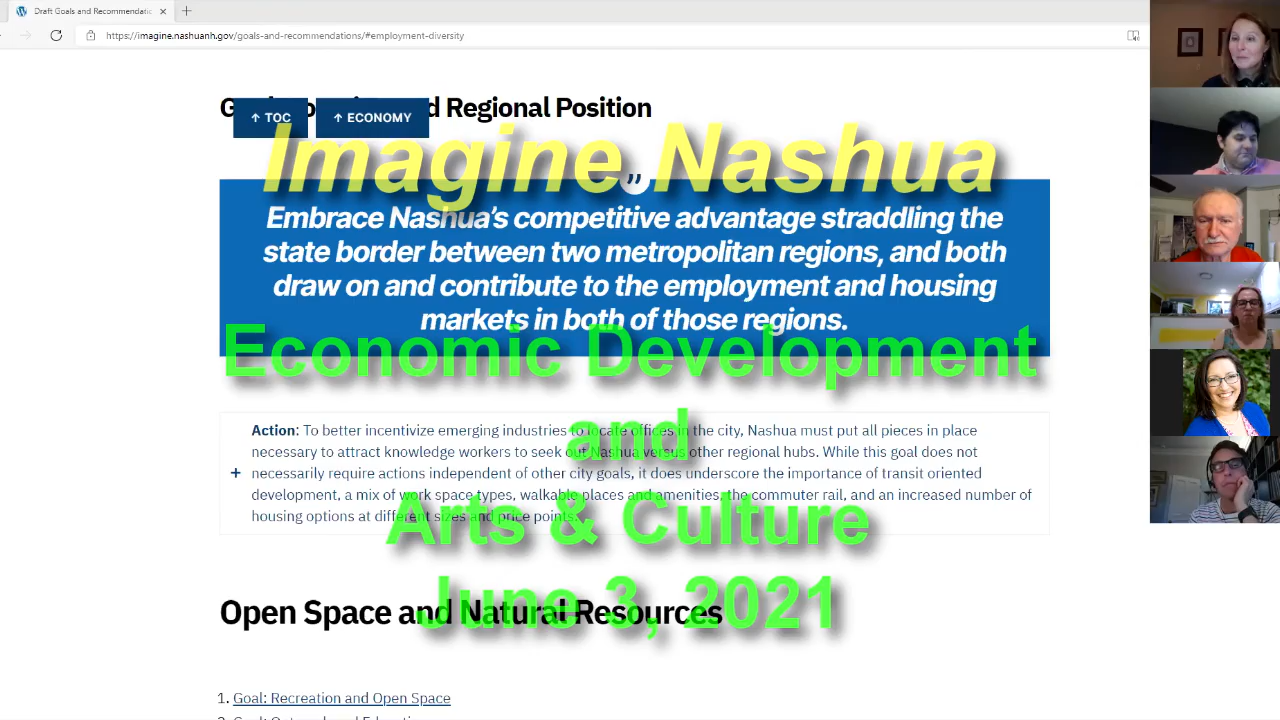 Draft Goals and Recommendatic
https://imagine.nashuanh.gov/goals-and-recommendations/#employment-diversity
Regional Position
↑ TOC
↑ ECONOMY
Imagine Nashua
”
Embrace Nashua’s competitive advantage straddling the
state border between two metropolitan regions, and both
draw on and contribute to the employment and housing
markets in both of those regions.
Economic Development
and
Arts & Culture
June 3, 2021
Action: To better incentivize emerging industries to locate offices in the city, Nashua must put all pieces in place
necessary to attract knowledge workers to seek out Nashua versus other regional hubs. While this goal does not
+ necessarily require actions independent of other city goals, it does underscore the importance of transit oriented
development, a mix of work space types, walkable places and amenities, the commuter rail, and an increased number of
housing options at different sizes and price points.
Open Space and Natural Resources
1. Goal: Recreation and Open Space